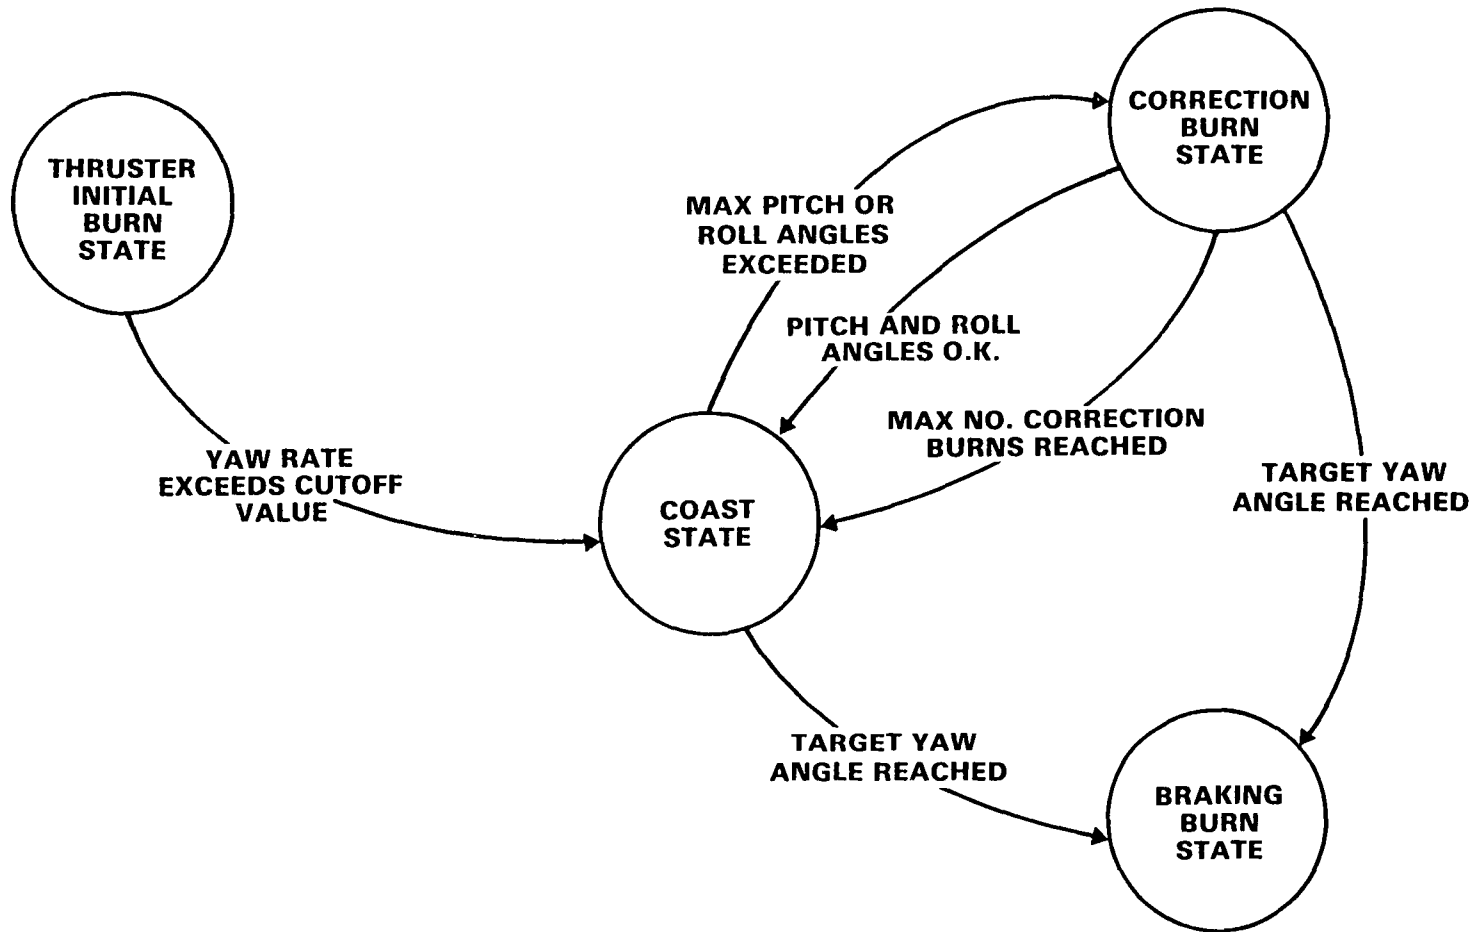 THRUSTER
INITIAL
BURN
STATE
CORRECTION
BURN
STATE
MAX PITCH OR
ROLL ANGLES
EXCEEDED
PITCH AND ROLL
ANGLES O.K.
MAX NO. CORRECTION
BURNS REACHED
YAW RATE
EXCEEDS CUTOFF
VALUE
TARGET YAW
ANGLE REACHED
COAST
STATE
TARGET YAW
ANGLE REACHED
BRAKING
BURN
STATE